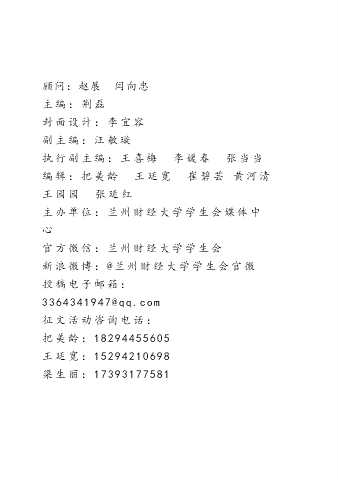 顾问：赵展　闫向忠
主编：荆磊
封面设计：李宜容
副主编：汪敏璇
执行副主编：王喜梅　李媛春　张当当
编辑：把美龄　王延宽　崔碧芸 黄河清
王园园　张延红
主办单位：兰州财经大学学生会媒体中
心
官方微信：兰州财经大学学生会
新浪微博：@兰州财经大学学生会官微
投稿电子邮箱：
3364341947@qq.com
征文活动咨询电话：
把美龄：18294455605
王延宽：15294210698
梁生丽：17393177581